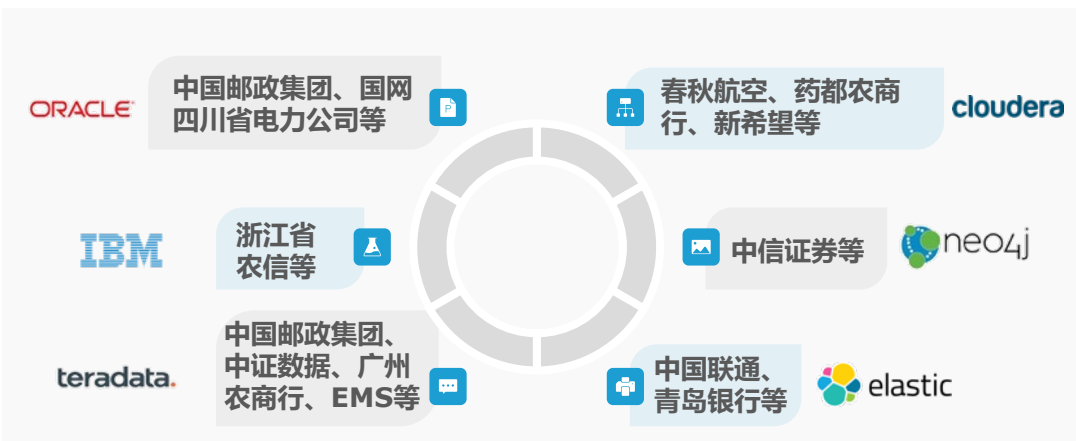 ORACLE
中国邮政集团、国网
四川省电力公司等
P
春秋航空、药都农商
行、新希望等
cloudera
IBM
浙江省
农信等
中信证券等
neo4j
teradata.
中国邮政集团、
中证数据、广州
农商行、EMS等
中国联通、
青岛银行等
elastic